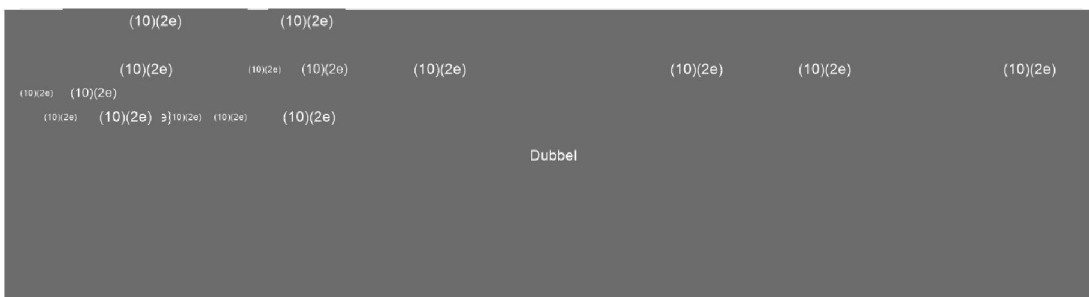 (10)(2e) (10)(2e)
(10)(2e) (10)(2e) (10)(2e) (10)(2e) (10)(2e) (10)(2e) (10)(2e)
(10)(2e) (10)(2e)
(10)(2e) (10)(2e) e}10)(2e) (10)(2e) (10)(2e)
Dubbel